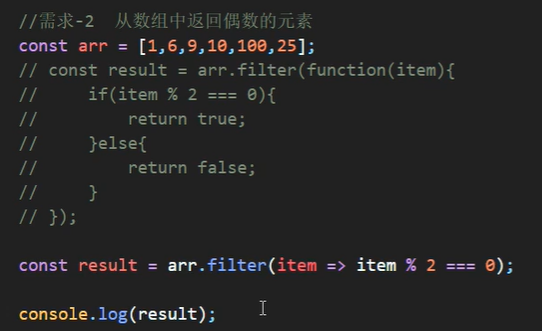 //需求-2  从数组中返回偶数的元素
const arr = [1,6,9,10,100,25];
// const result = arr.filter(function(item){
//     if(item % 2 === 0){
//         return true;
//     }else{
//         return false;
//     }
// });
const result = arr.filter(item => item % 2 === 0);
console.log(result);